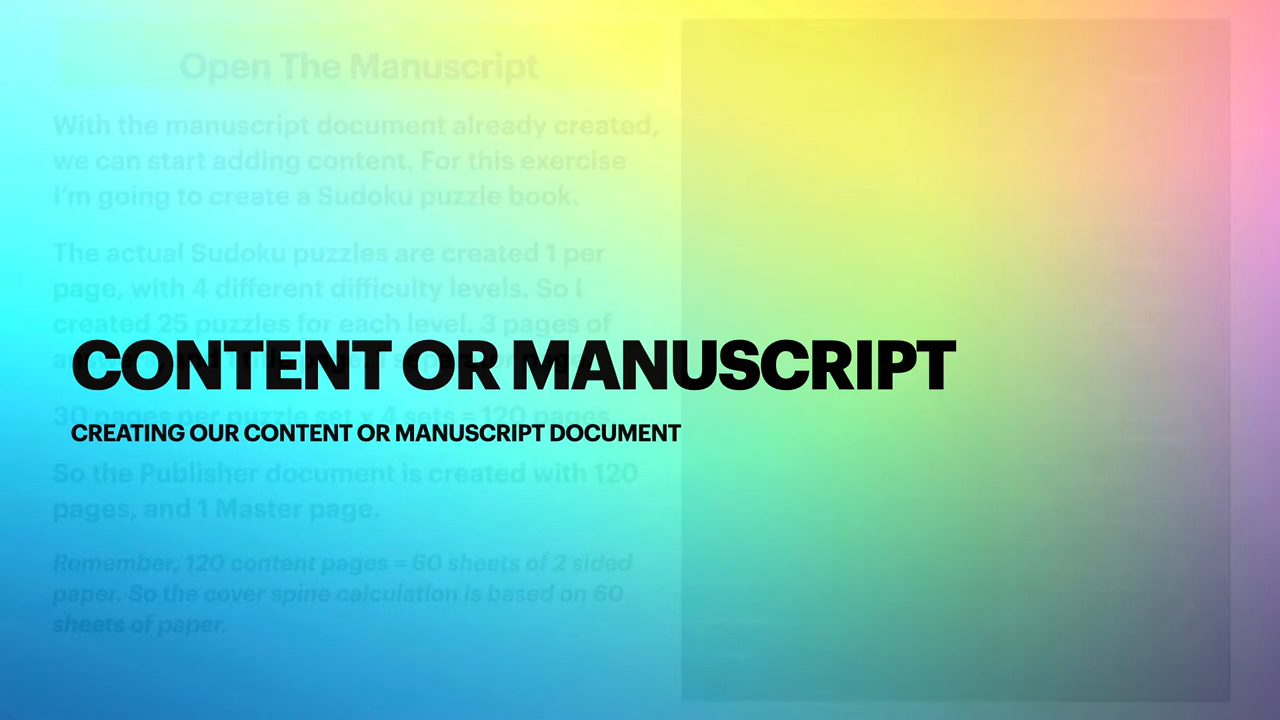 Open The Manuscript
With the manuscript document already created,
we can start adding content. For this exercise
I'm going to create a Sudoku puzzle book.
The actual Sudoku puzzles are created 1 per
page, with 4 different difficulty levels. So I
created 25 puzzles for each level. 3 pages of
CONTENT OR MANUSCRIPT
30 pages per puzzle set x 4 sets = 120 pages
CREATING OUR CONTENT OR MANUSCRIPT DOCUMENT
So the Publisher document is created with 120
pages, and 1 Master page.
Remember, 120 content pages = 60 sheets of 2 sided
paper. So the cover spine calculation is based on 60
sheets of paper.